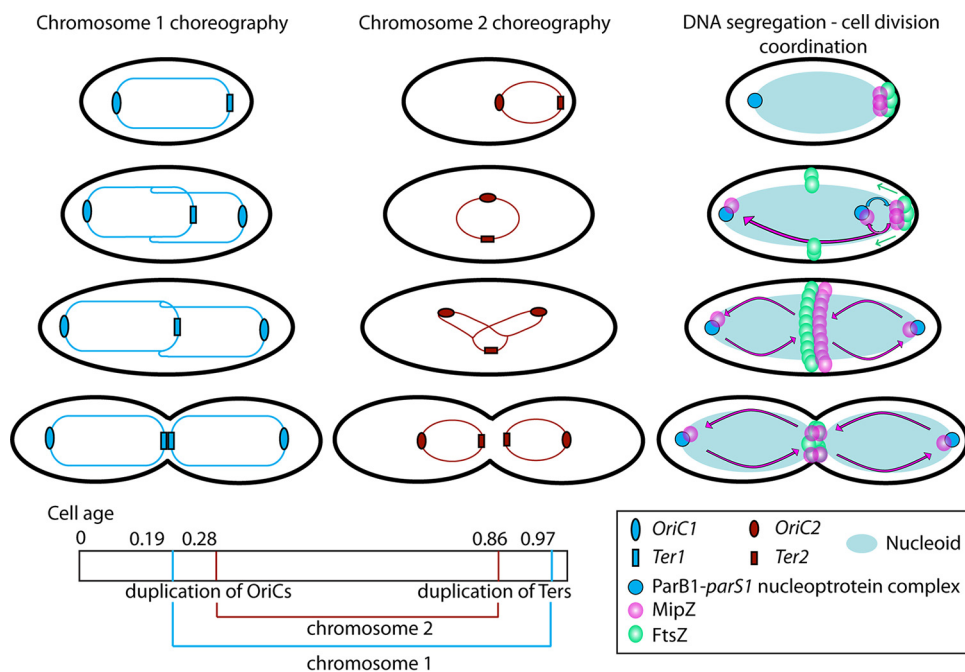 Chromosome 1 choreography
Chromosome 2 choreography
DNA segregation - cell division
coordination
Cell age
0 0.19 0.28 0.86 0.97
duplication of OriCs duplication of Ters
chromosome 2
chromosome 1
OriC1 OriC2
Ter1 Ter2
Nucleoid
ParB1-parS1 nucleoptrotein complex
MipZ
FtsZ